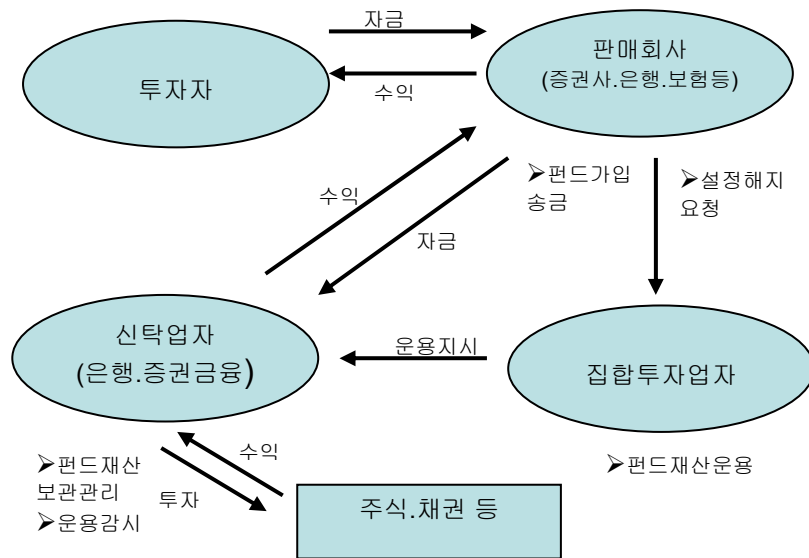 자금
판매회사
(증권사.은행.보험등)
투자자
수익
수익
➢펀드가입
송금
➢설정해지
요청
자금
신탁업자
(은행.증권금융)
운용지시
집합투자업자
수익
➢펀드재산
보관관리
➢운용감시
투자
➢펀드재산운용
주식.채권 등